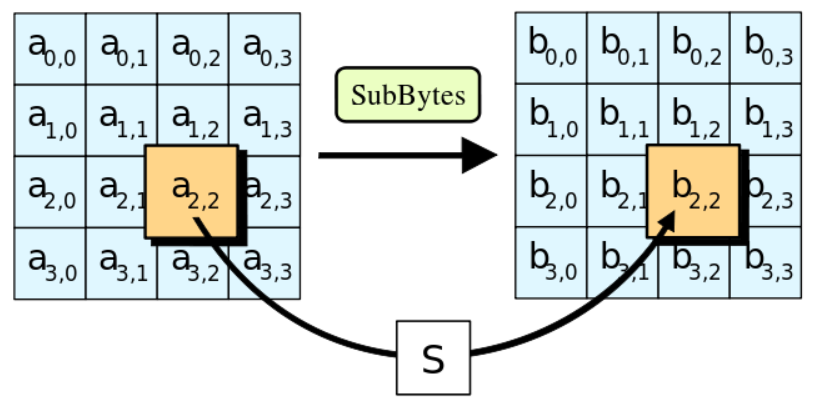 a0,0 a0,1 a0,2 a0,3
a1,0 a1,1 a1,2 a1,3
a2,0 a2,1 a2,2 a2,3
a3,0 a3,1 a3,2 a3,3
SubBytes
b0,0 b0,1 b0,2 b0,3
b1,0 b1,1 b1,2 b1,3
b2,0 b2,1 b2,2 b2,3
b3,0 b3,1 b3,2 b3,3
S